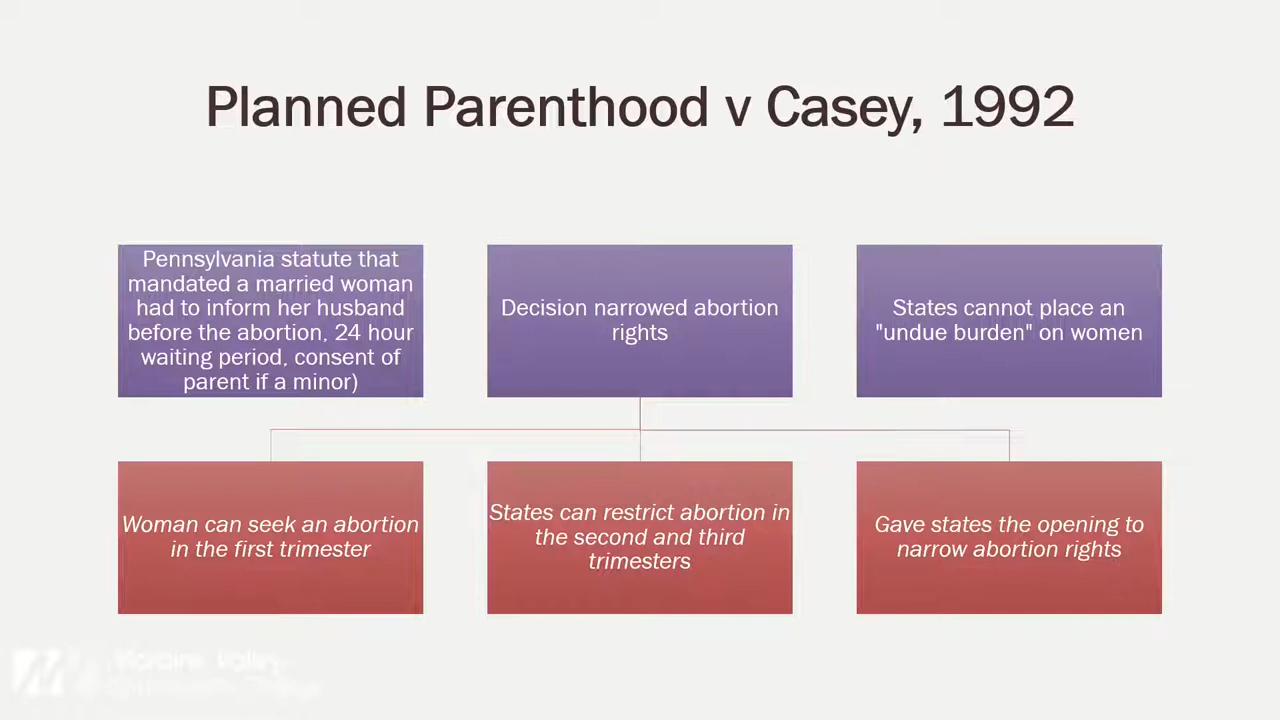 Planned Parenthood v Casey, 1992
Pennsylvania statute that
mandated a married woman
had to inform her husband
before the abortion, 24 hour
waiting period, consent of
parent if a minor)
Decision narrowed abortion
rights
States cannot place an
"undue burden" on women
Woman can seek an abortion
in the first trimester
States can restrict abortion in
the second and third
trimesters
Gave states the opening to
narrow abortion rights